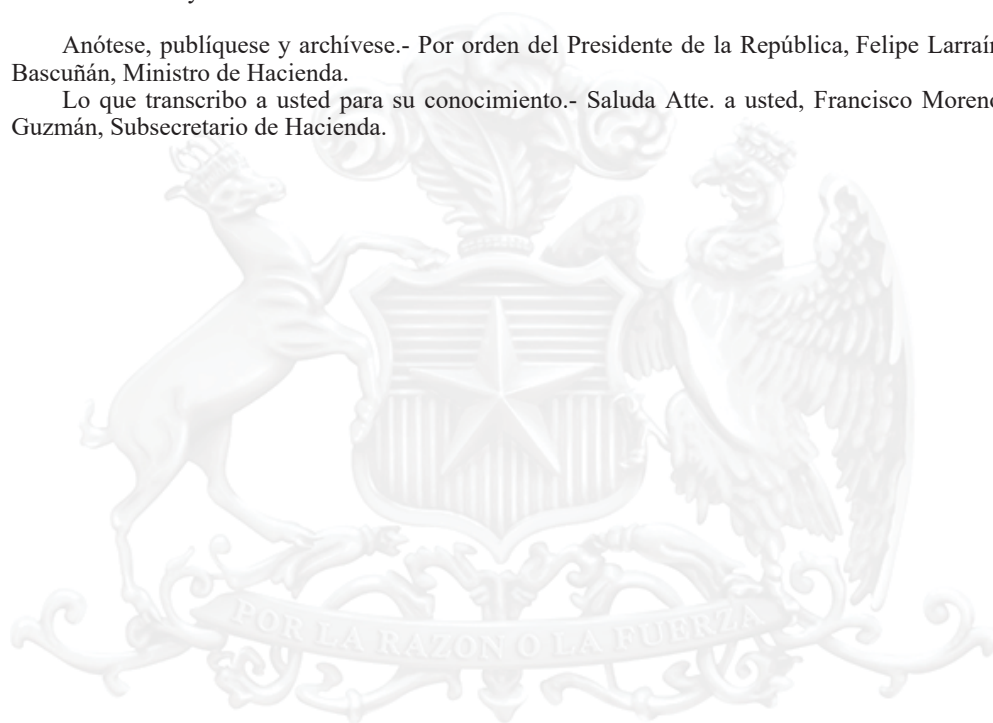 Anótese, publíquese y archívese.- Por orden del Presidente de la República, Felipe Larraí
Bascuñán, Ministro de Hacienda.
Lo que transcribo a usted para su conocimiento.- Saluda Atte. a usted, Francisco Moren
Guzmán, Subsecretario de Hacienda.
POR LA RAZON O LA FUERZA